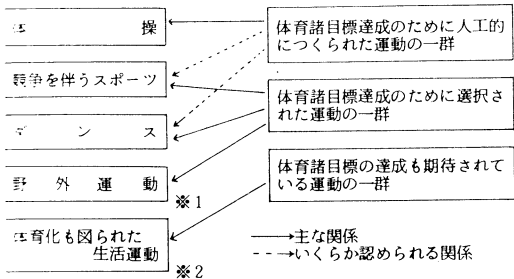 操
体育諸目標達成のために人工的
につくられた運動の一群
競争を伴うスポーツ
体育諸目標達成のために選択さ
れた運動の一群
ンス
野外運動
※1
体育諸目標の達成も期待されて
いる運動の一群
育化も図られた
生活運動
※2
→主な関係
--→いくらか認められる関係